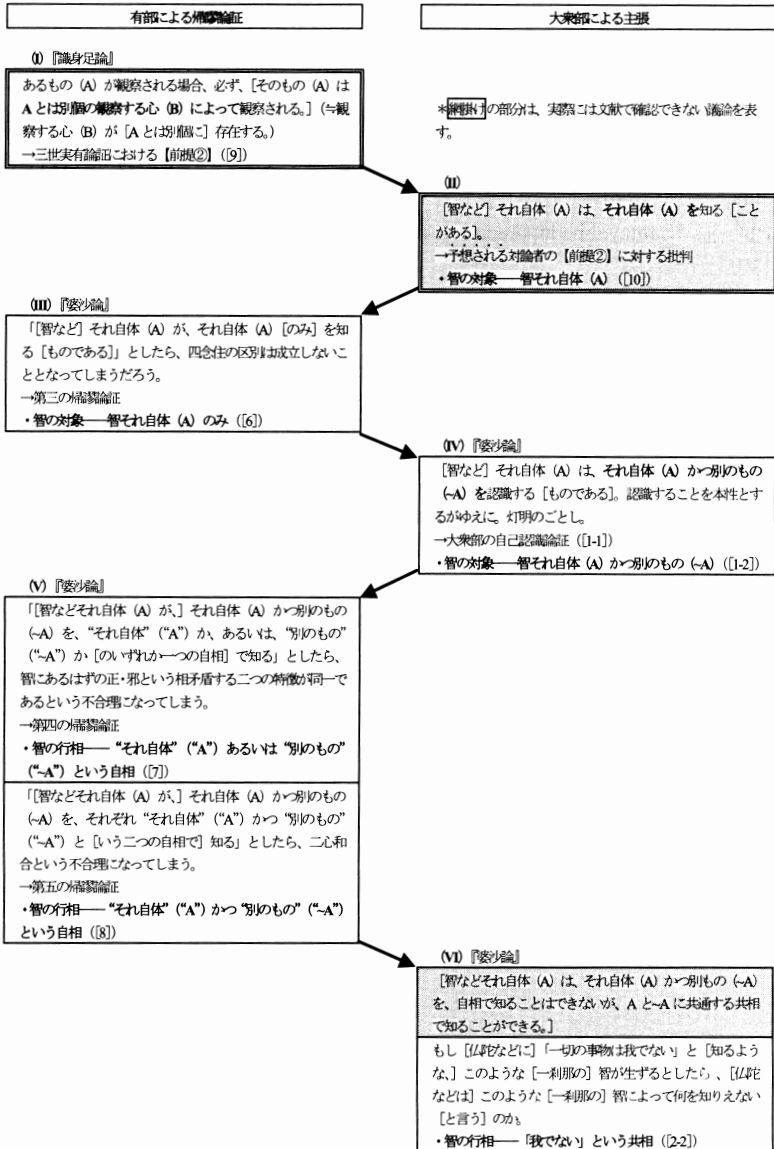 有部による帰謬論証
大衆部による主張
(I)『識身足論』
あるもの (A) が観察される場合、必ず、[そのもの (A) は
A とは別個の観察する心 (B) によって観察される。](≒観
察する心 (B) が [A とは別個に] 存在する。)
→三世実有論証における【前提②】([9])
*網掛けの部分は、実際には文献で確認できない議論を表
す。
(II)
[智など] それ自体 (A) は、それ自体 (A) を知る [こと
がある]。
→予想される対論者の【前提②】に対する批判
・智の対象――智それ自体 (A) ([10])
(III)『婆沙論』
「[智など] それ自体 (A) が、それ自体 (A) [のみ] を知
る [ものである]」としたら、四念住の区別は成立しないこ
ととなってしまうだろう。
→第三の帰謬論証
・智の対象――智それ自体 (A) のみ ([6])
(IV)『婆沙論』
[智など] それ自体 (A) は、それ自体 (A) かつ別のもの
(~A) を認識する [ものである]。認識することを本性とす
るがゆえに。灯明のごとし。
→大衆部の自己認識論証 ([1-1])
・智の対象――智それ自体 (A) かつ別のもの (~A) ([1-2])
(V)『婆沙論』
「[智などそれ自体 (A) が、] それ自体 (A) かつ別のもの
(~A) を、“それ自体” (“A”) か、あるいは、“別のもの”
(“~A”) か [のいずれか一つの自相] で知る」としたら、
智にあるはずの正・邪という相矛盾する二つの特徴が同一で
あるという不合理になってしまう。
→第四の帰謬論証
・智の行相―― “それ自体” (“A”) あるいは “別のもの”
(“~A”) という自相 ([7])
「[智などそれ自体 (A) が、] それ自体 (A) かつ別のもの
(~A) を、それぞれ “それ自体” (“A”) かつ “別のもの”
(“~A”) と [いう二つの自相で] 知る」としたら、二心和
合という不合理になってしまう。
→第五の帰謬論証
・智の行相―― “それ自体” (“A”) かつ “別のもの” (“~A”)
という自相 ([8])
(VI)『婆沙論』
[智などそれ自体 (A) は、それ自体 (A) かつ別もの (~A)
を、自相で知ることはできないが、A と~A に共通する共相
で知ることができる。]
もし [仏陀などに]「一切の事物は我でない」と [知るよう
な、] このような [一刹那の] 智が生ずるとしたら、[仏陀
などは] このような [一刹那の] 智によって何を知りえない
[と言う] のか。
・智の行相――「我でない」という共相 ([2-2])